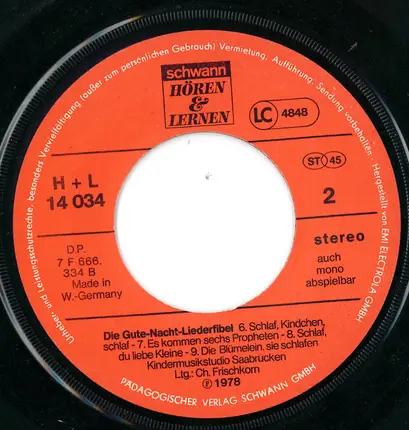 Urheber- und Leistungsschutzrechte, besonders Vervielfältigung (außer zum persönlichen Gebrauch) Vermietung, Aufführung, Sendung vorbehalten. Hergestellt von EMI ELECTROLA GMBH
schwann
HÖREN
&
LERNEN
LC 4848
ST 45
H + L
14 034
2
D.P.
7 F 666.
334 B
Made in
W.-Germany
stereo
auch
mono
abspielbar
Die Gute-Nacht-Liederfibel 6. Schlaf, Kindchen,
schlaf - 7. Es kommen sechs Propheten - 8. Schlaf,
du liebe Kleine - 9. Die Blümelein, sie schlafen
Kindermusikstudio Saabrücken
Ltg.: Ch. Frischkorn
Ⓟ 1978
PÄDAGOGISCHER VERLAG SCHWANN GMBH